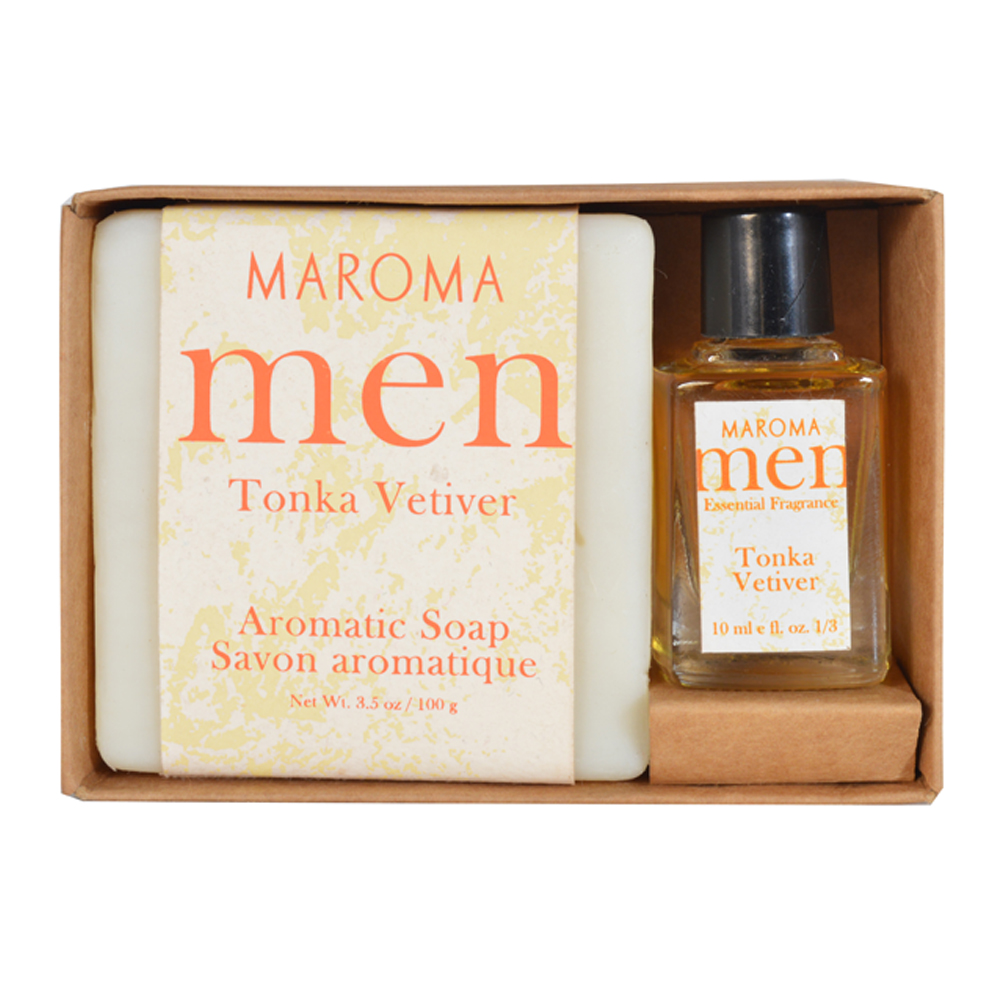 MAROMA
men
Tonka Vetiver
Aromatic Soap
Savon aromatique
Net Wt. 3.5 oz / 100 g
MAROMA
men
Essential Fragrance
Tonka
Vetiver
10 ml e fl. oz. 1/3